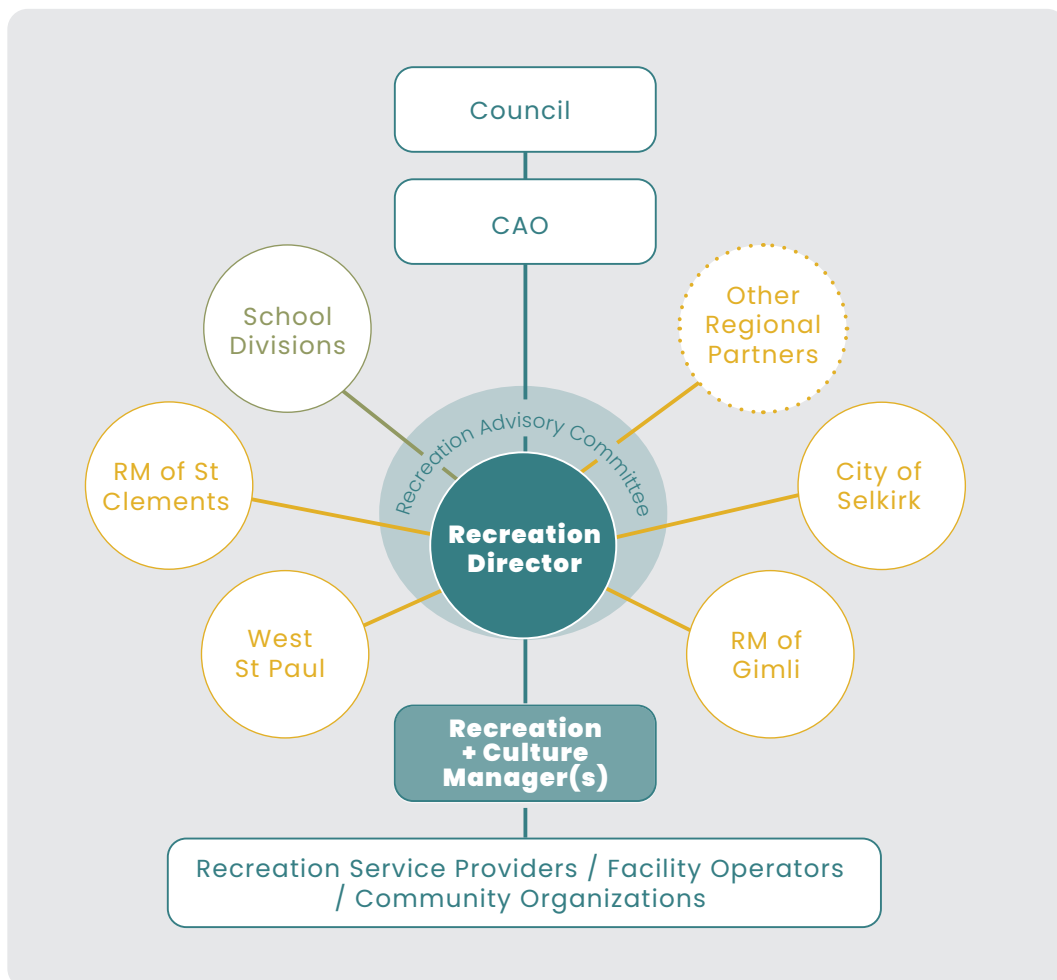 Council
CAO
School
Divisions
Other
Regional
Partners
Recreation Advisory Committee
RM of St
Clements
City of
Selkirk
Recreation
Director
West
St Paul
RM of
Gimli
Recreation
+ Culture
Manager(s)
Recreation Service Providers / Facility Operators
/ Community Organizations